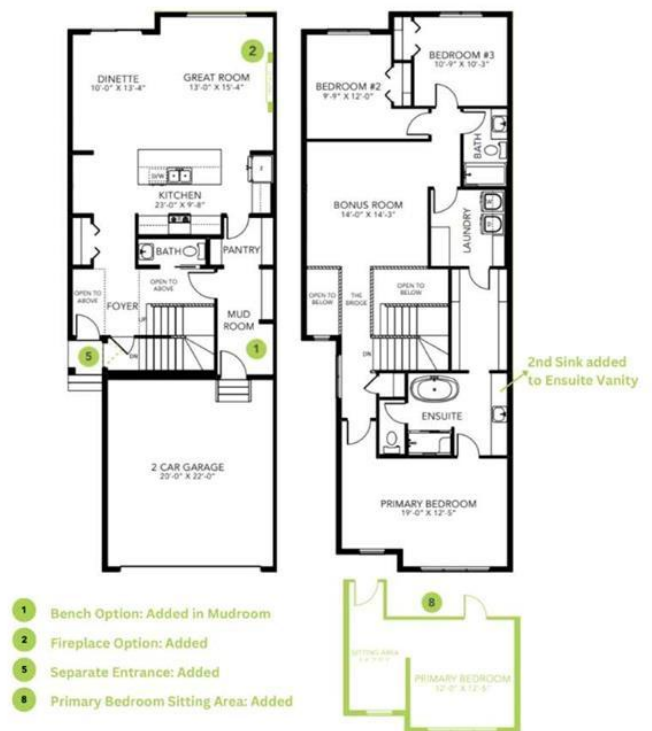 2
DINETTE
10'-0" X 13'-4"
GREAT ROOM
13'-0" X 15'-4"
D/W
KITCHEN
23'-0" X 9'-8"
BATH
PANTRY
OPEN TO
ABOVE
OPEN TO
ABOVE
FOYER
UP
MUD
ROOM
5
DN
1
2 CAR GARAGE
20'-0" X 22'-0"
BEDROOM #3
10'-9" X 10'-3"
BEDROOM #2
9'-9" X 12'-0"
BATH
BONUS ROOM
14'-0" X 14'-3"
LAUNDRY
OPEN TO
BELOW
THE
BRIDGE
OPEN TO
BELOW
DN
2nd Sink added
to Ensuite Vanity
ENSUITE
PRIMARY BEDROOM
19'-0" X 12'-5"
1 Bench Option: Added in Mudroom
2 Fireplace Option: Added
5 Separate Entrance: Added
8 Primary Bedroom Sitting Area: Added
8
SITTING AREA
PRIMARY BEDROOM
12'-0" X 12'-5"